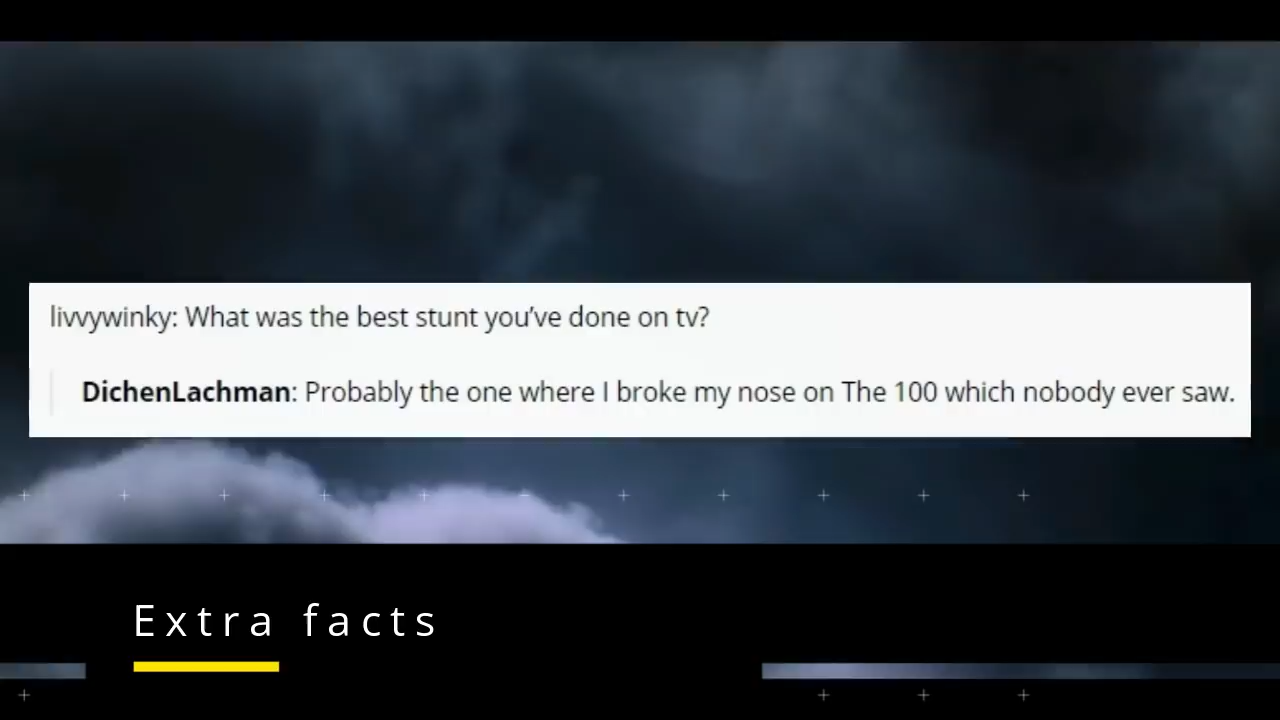 livvywinky: What was the best stunt you’ve done on tv?
DichenLachman: Probably the one where I broke my nose on The 100 which nobody ever saw.
Extra facts